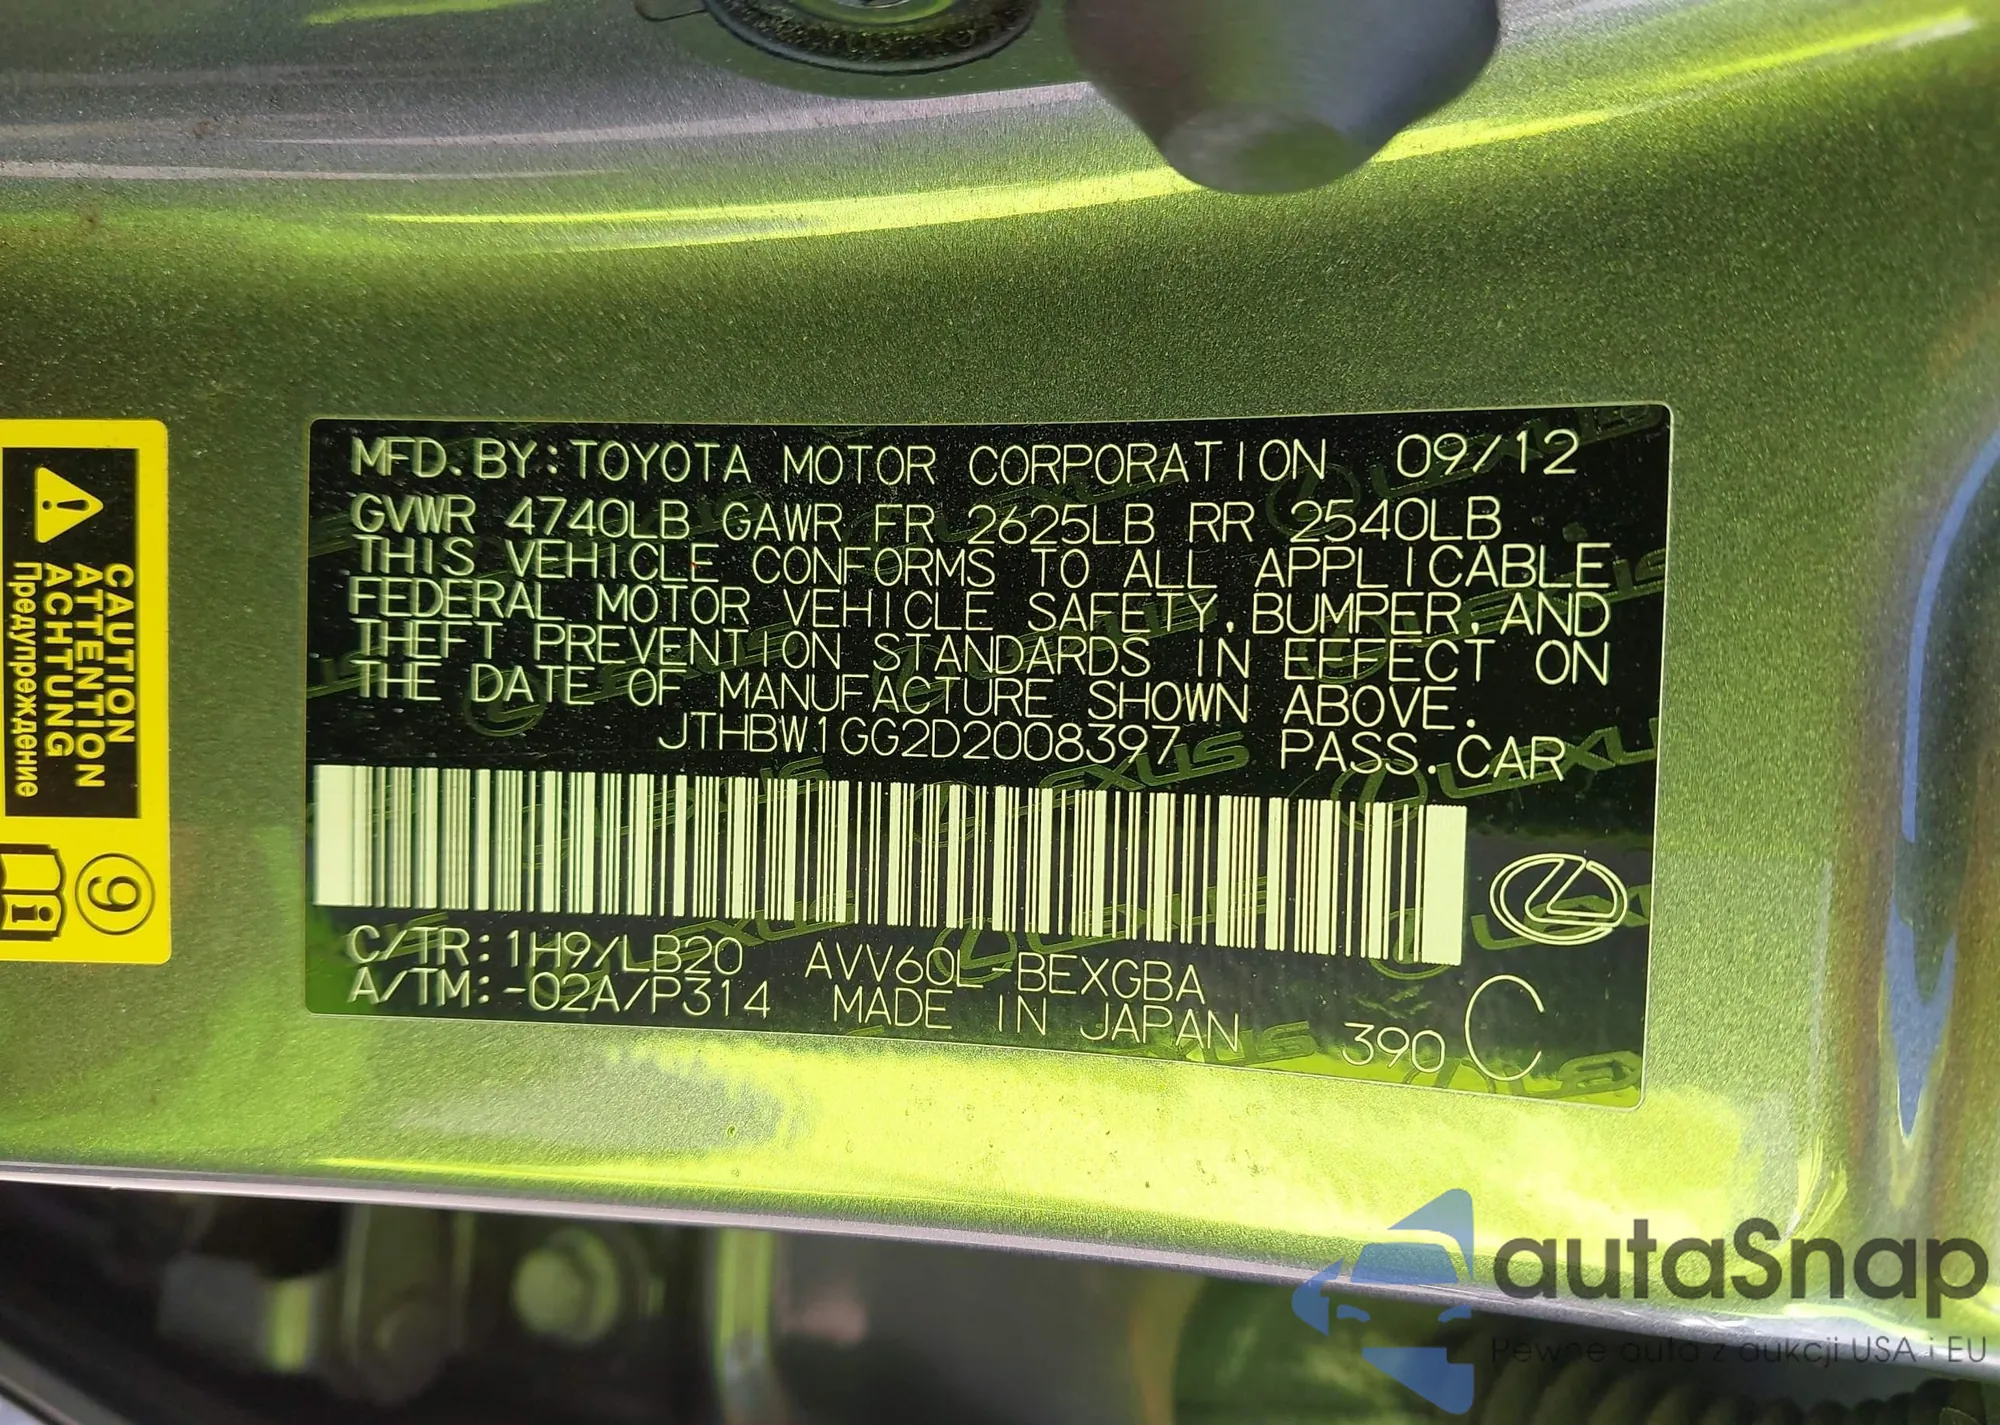 MFD. BY: TOYOTA MOTOR CORPORATION 09/12
GVWR 4740LB GAWR FR 2625LB RR 2540LB
THIS VEHICLE CONFORMS TO ALL APPLICABLE
FEDERAL MOTOR VEHICLE SAFETY, BUMPER, AND
THEFT PREVENTION STANDARDS IN EFFECT ON
THE DATE OF MANUFACTURE SHOWN ABOVE.
JTHBW1GG2D2008397 PASS. CAR
C/TR: 1H9/LB20 AVV60L-BEXGBA
A/TM: -02A/P314 MADE IN JAPAN 390 C
CAUTION
ATTENTION
ACHTUNG
Предупреждение
9
autaSnap
Pewne auta z aukcji USA i EU